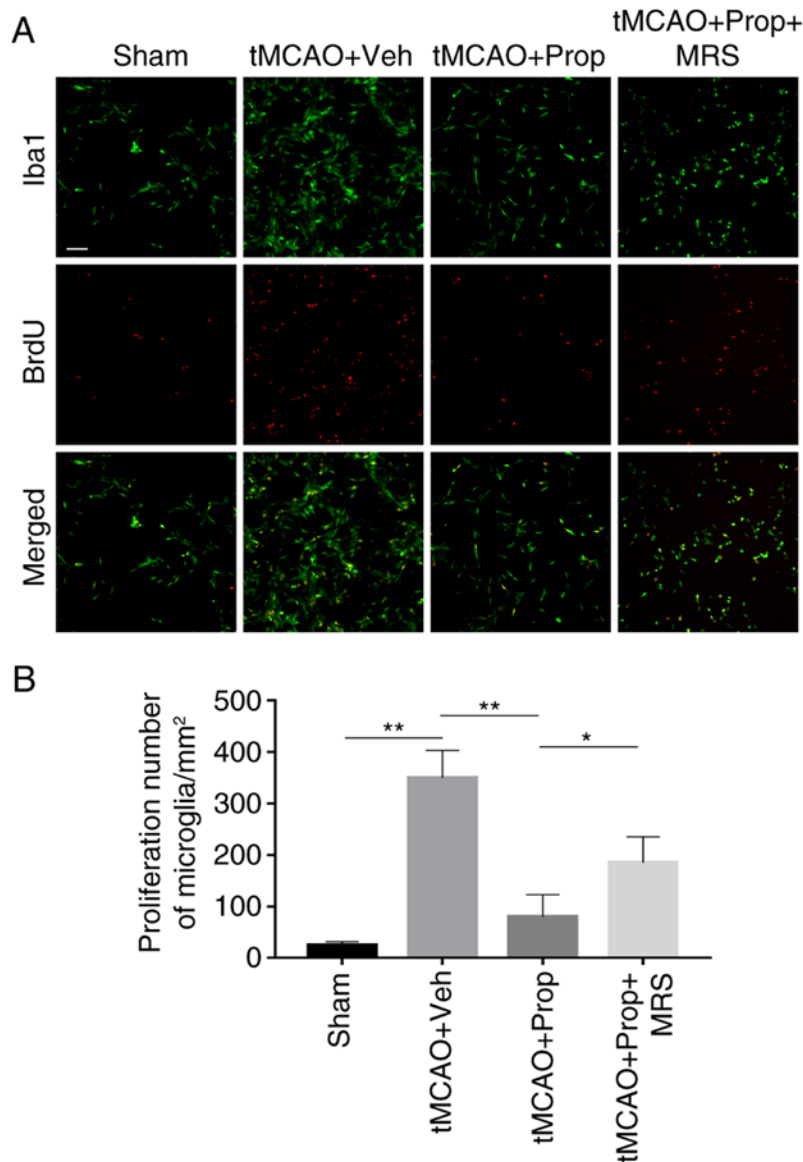 A
Sham
tMCAO+Veh
tMCAO+Prop
tMCAO+Prop+
MRS
Iba1
BrdU
Merged
B
Proliferation number
of microglia/mm²
500
400
300
200
100
0
**
**
*
Sham
tMCAO+Veh
tMCAO+Prop
tMCAO+Prop+
MRS